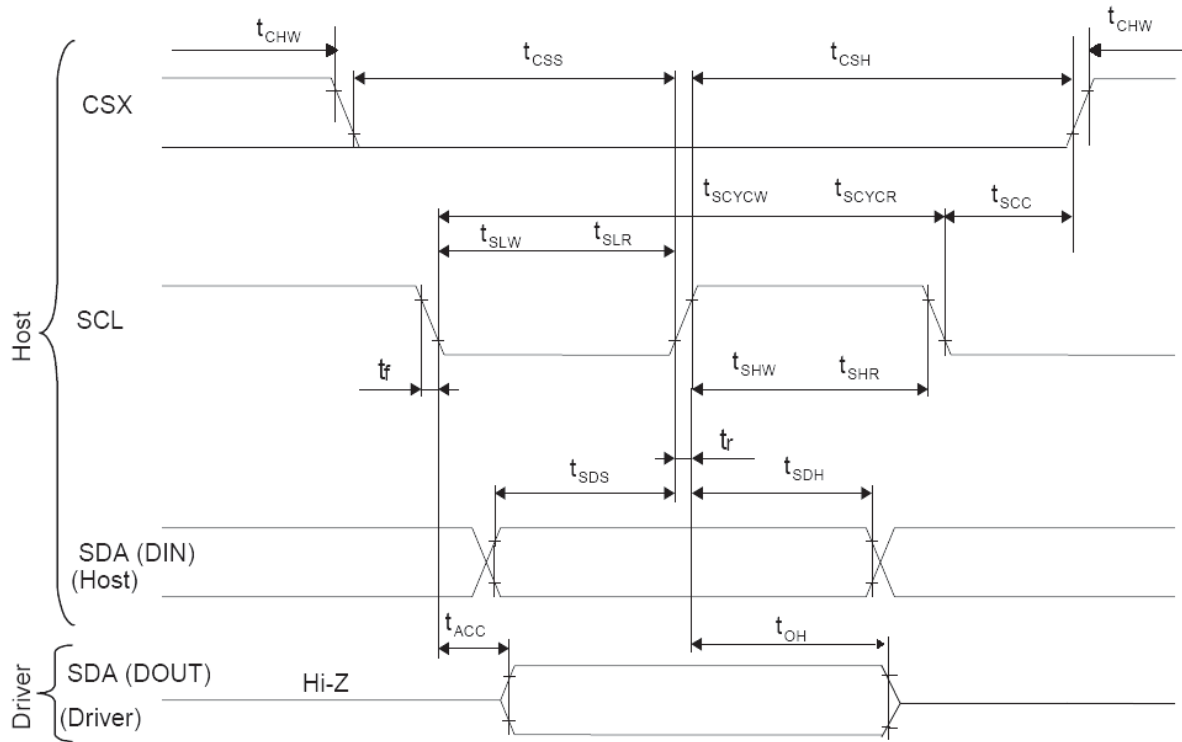 tCHW
tCHW
tCSS
tCSH
CSX
tSCYCW
tSCYCR
tSCC
tSLW
tSLR
Host
SCL
tf
tSHW
tSHR
tr
tSDS
tSDH
SDA (DIN)
(Host)
tACC
tOH
Driver
SDA (DOUT)
Hi-Z
(Driver)